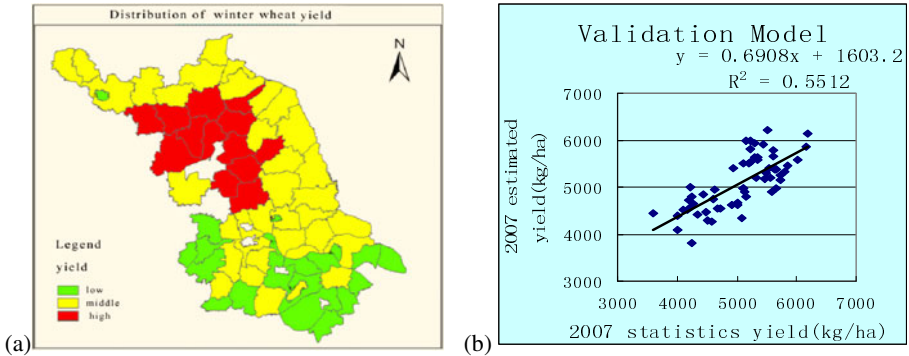 Distribution of winter wheat yield
N
Legend
yield
low
middle
high
(a)
Validation Model
y = 0.6908x + 1603.2
R² = 0.5512
7000
6000
5000
4000
3000
2007 estimated
yield(kg/ha)
3000 4000 5000 6000 7000
2007 statistics yield(kg/ha)
(b)